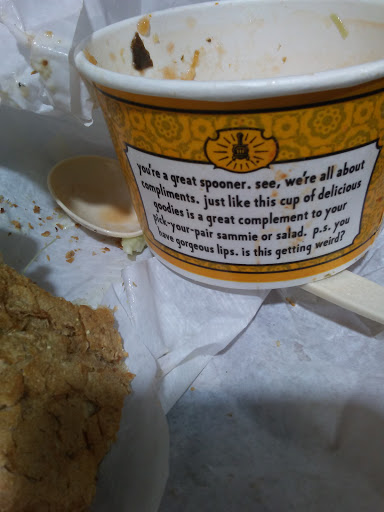 you're a great spooner. see, we're all about
compliments. just like this cup of delicious
goodies is a great complement to your
pick-your-pair sammie or salad. p.s. you
have gorgeous lips. is this getting weird?